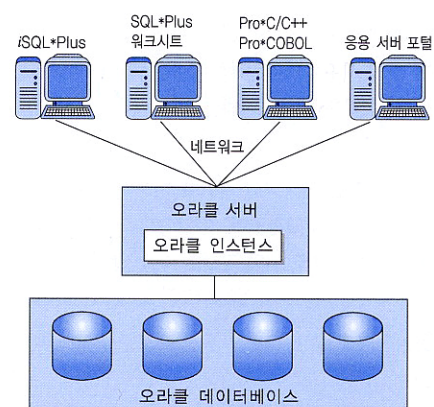 iSQL*Plus
SQL*Plus
워크시트
Pro*C/C++
Pro*COBOL
응용 서버 포털
네트워크
오라클 서버
오라클 인스턴스
오라클 데이터베이스